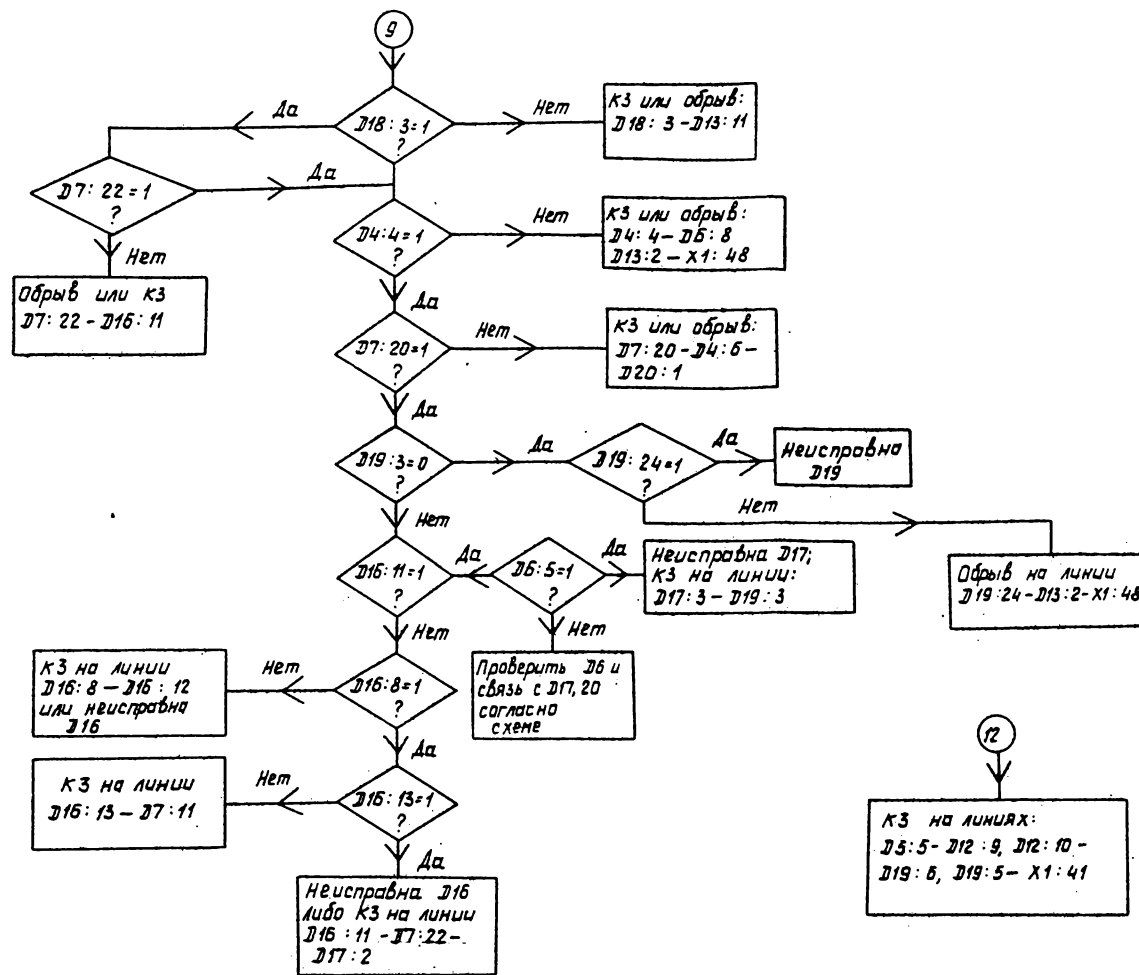 9
Да
D18:3=1
?
Нет
КЗ или обрыв:
D18:3-D13:11
D7:22=1
?
Да
Нет
Обрыв или КЗ
D7:22-D16:11
D4:4=1
?
Нет
КЗ или обрыв:
D4:4-D6:8
D13:2-X1:48
Да
D7:20=1
?
Нет
КЗ или обрыв:
D7:20-D4:6-
D20:1
Да
D19:3=0
?
Да
D19:24=1
?
Да
Неисправна
D19
Нет
Обрыв на линии
D19:24-D13:2-X1:48
Нет
D16:11=1
?
Да
D6:5=1
?
Да
Неисправна D17;
КЗ на линии:
D17:3-D19:3
Нет
Проверить D6 и
связь с D17,20
согласно
схеме
Нет
D16:8=1
?
Нет
КЗ на линии
D16:8-D16:12
или неисправна
D16
Да
D16:13=1
?
Нет
КЗ на линии
D16:13-D7:11
Да
Неисправна D16
либо КЗ на линии
D16:11-D7:22-
D17:2
12
КЗ на линиях:
D5:5-D12:9, D12:10-
D19:6, D19:5-X1:41